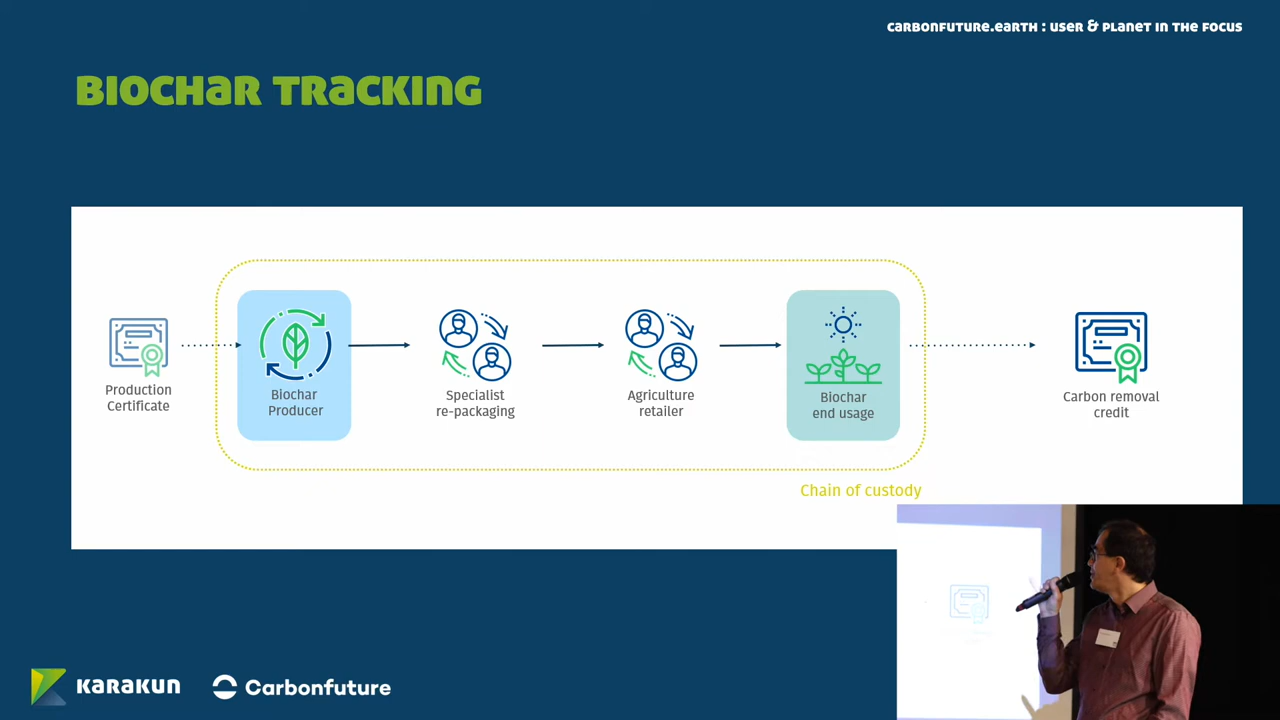 carbonfuture.earth : user & planet in the focus
Biochar Tracking
Production
Certificate
Biochar
Producer
Specialist
re-packaging
Agriculture
retailer
Biochar
end usage
Carbon removal
credit
Chain of custody
karakun
Carbonfuture